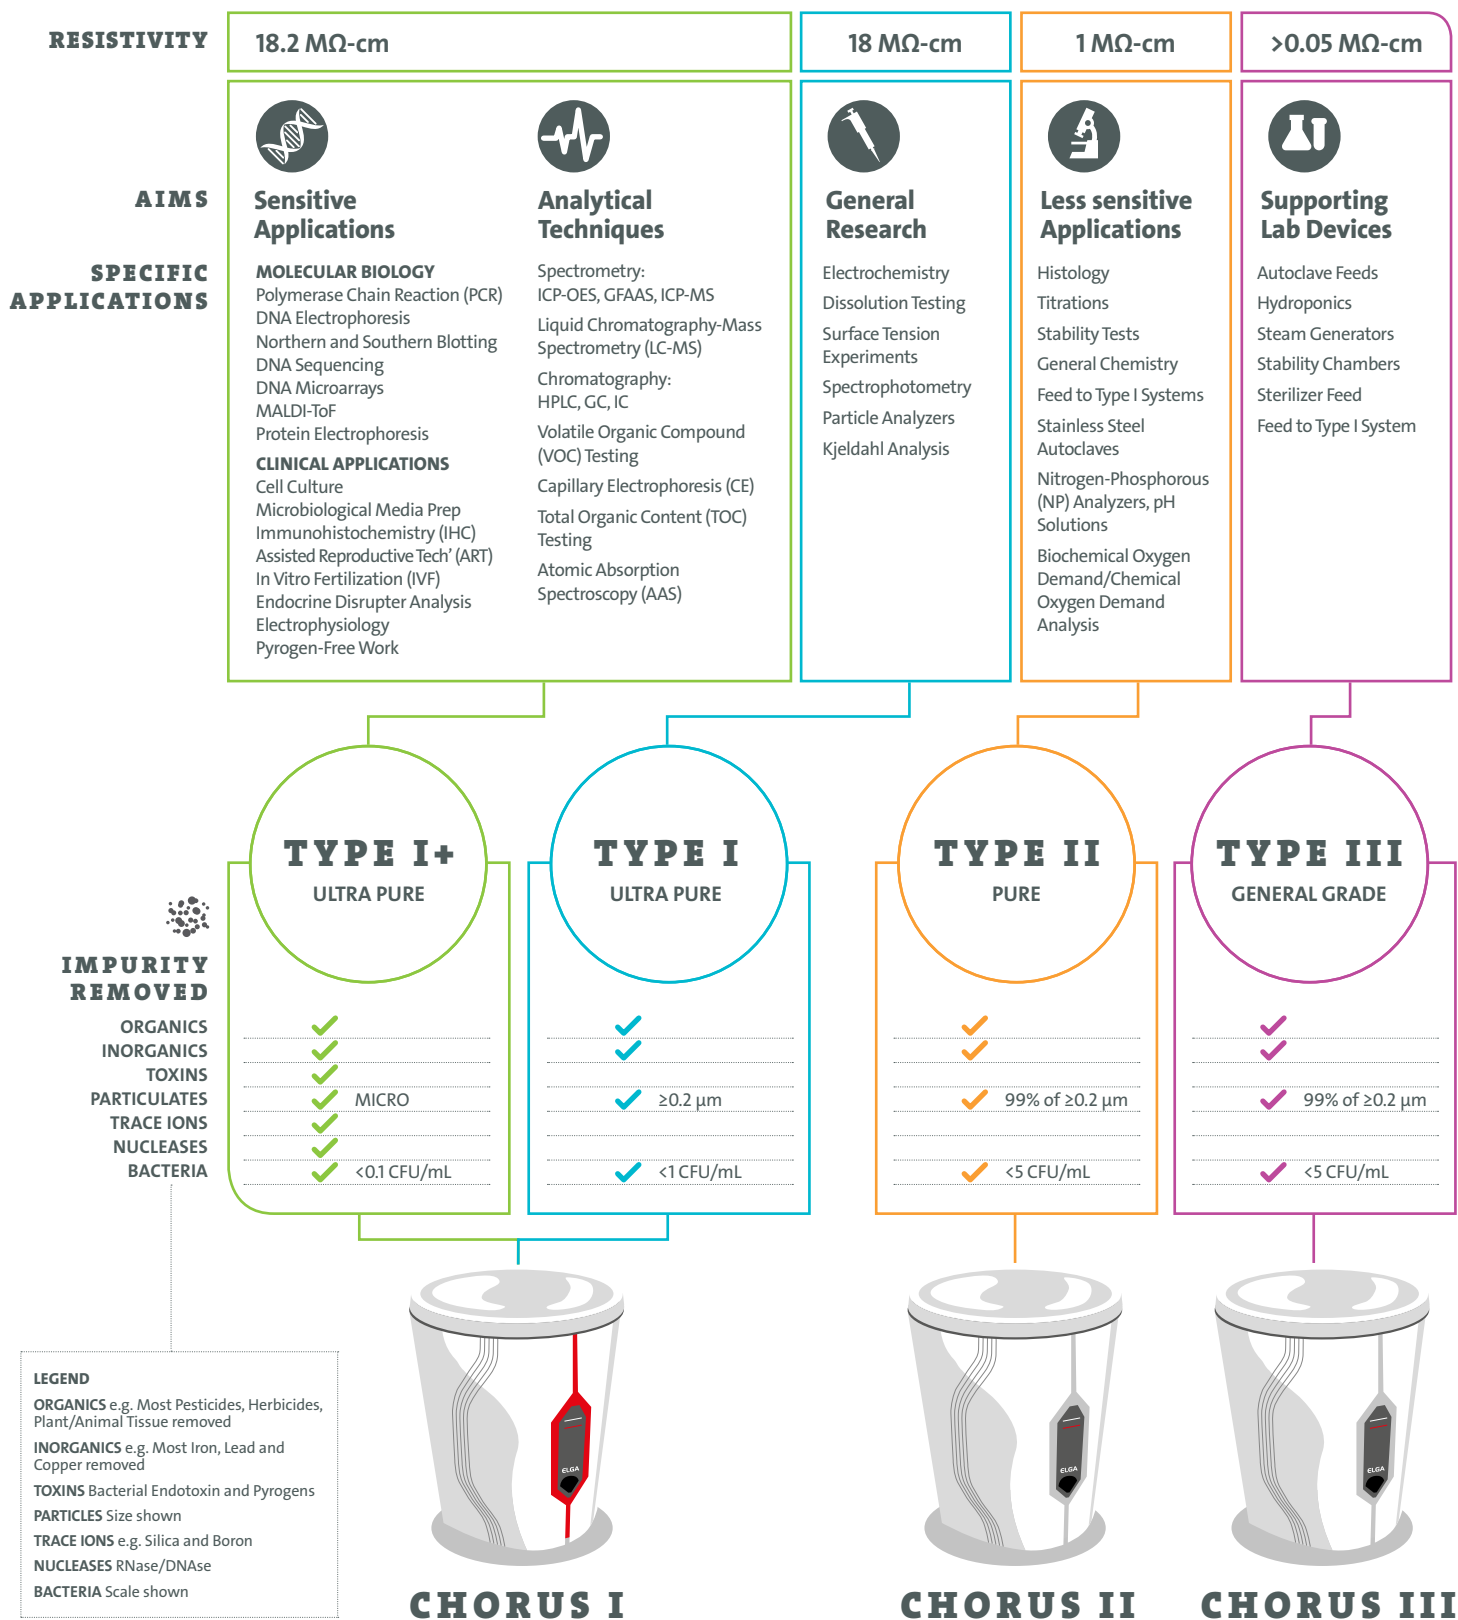 RESISTIVITY
18.2 MΩ-cm
18 MΩ-cm
1 MΩ-cm
>0.05 MΩ-cm
AIMS
Sensitive
Applications
Analytical
Techniques
General
Research
Less sensitive
Applications
Supporting
Lab Devices
SPECIFIC
APPLICATIONS
MOLECULAR BIOLOGY
Polymerase Chain Reaction (PCR)
DNA Electrophoresis
Northern and Southern Blotting
DNA Sequencing
DNA Microarrays
MALDI-ToF
Protein Electrophoresis
CLINICAL APPLICATIONS
Cell Culture
Microbiological Media Prep
Immunohistochemistry (IHC)
Assisted Reproductive Tech' (ART)
In Vitro Fertilization (IVF)
Endocrine Disrupter Analysis
Electrophysiology
Pyrogen-Free Work
Spectrometry:
ICP-OES, GFAAS, ICP-MS
Liquid Chromatography-Mass
Spectrometry (LC-MS)
Chromatography:
HPLC, GC, IC
Volatile Organic Compound
(VOC) Testing
Capillary Electrophoresis (CE)
Total Organic Content (TOC)
Testing
Atomic Absorption
Spectroscopy (AAS)
Electrochemistry
Dissolution Testing
Surface Tension
Experiments
Spectrophotometry
Particle Analyzers
Kjeldahl Analysis
Histology
Titrations
Stability Tests
General Chemistry
Feed to Type I Systems
Stainless Steel
Autoclaves
Nitrogen-Phosphorous
(NP) Analyzers, pH
Solutions
Biochemical Oxygen
Demand/Chemical
Oxygen Demand
Analysis
Autoclave Feeds
Hydroponics
Steam Generators
Stability Chambers
Sterilizer Feed
Feed to Type I System
TYPE I+
ULTRA PURE
TYPE I
ULTRA PURE
TYPE II
PURE
TYPE III
GENERAL GRADE
IMPURITY
REMOVED
ORGANICS
INORGANICS
TOXINS
PARTICULATES
MICRO
≥0.2 µm
99% of ≥0.2 µm
99% of ≥0.2 µm
TRACE IONS
NUCLEASES
BACTERIA
<0.1 CFU/mL
<1 CFU/mL
<5 CFU/mL
<5 CFU/mL
LEGEND
ORGANICS e.g. Most Pesticides, Herbicides,
Plant/Animal Tissue removed
INORGANICS e.g. Most Iron, Lead and
Copper removed
TOXINS Bacterial Endotoxin and Pyrogens
PARTICLES Size shown
TRACE IONS e.g. Silica and Boron
NUCLEASES RNase/DNAse
BACTERIA Scale shown
ELGA
ELGA
ELGA
CHORUS I
CHORUS II
CHORUS III